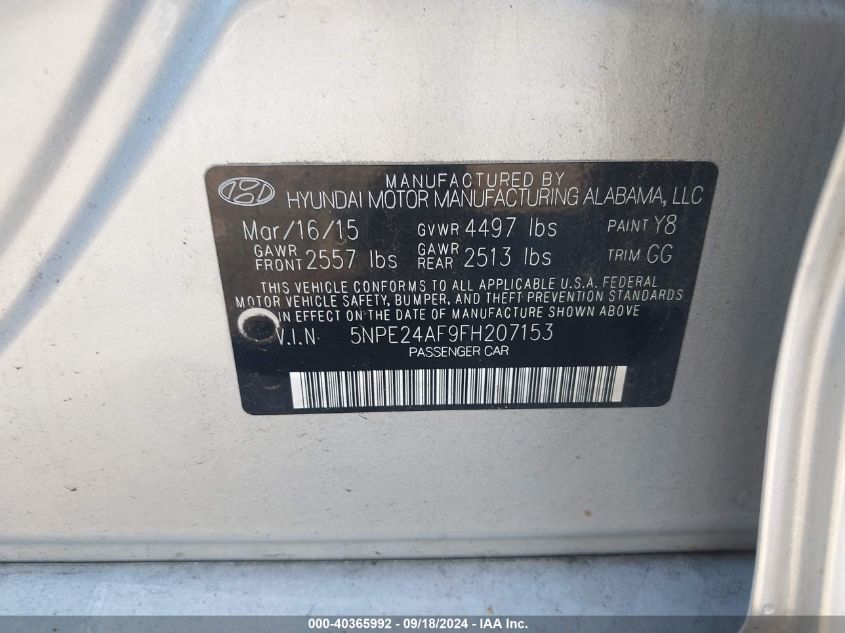 MANUFACTURED BY
HYUNDAI MOTOR MANUFACTURING ALABAMA, LLC
Mar/16/15 GVWR 4497 lbs PAINT Y8
GAWR FRONT 2557 lbs GAWR REAR 2513 lbs TRIM GG
THIS VEHICLE CONFORMS TO ALL APPLICABLE U.S.A. FEDERAL
MOTOR VEHICLE SAFETY, BUMPER, AND THEFT PREVENTION STANDARDS
IN EFFECT ON THE DATE OF MANUFACTURE SHOWN ABOVE.
V.I.N 5NPE24AF9FH207153
PASSENGER CAR
000-40365992 - 09/18/2024 - IAA Inc.